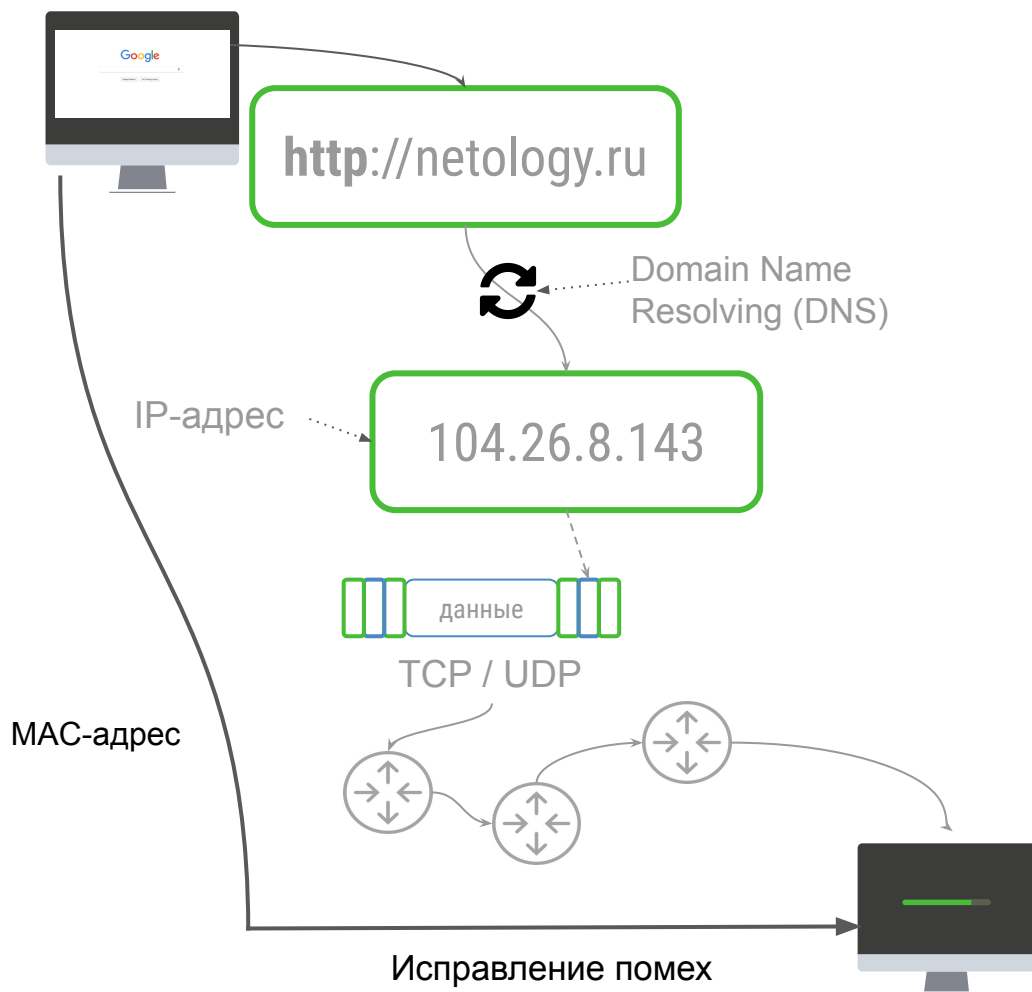 Google
http://netology.ru
Domain Name
Resolving (DNS)
IP-адрес
104.26.8.143
данные
TCP / UDP
MAC-адрес
Исправление помех